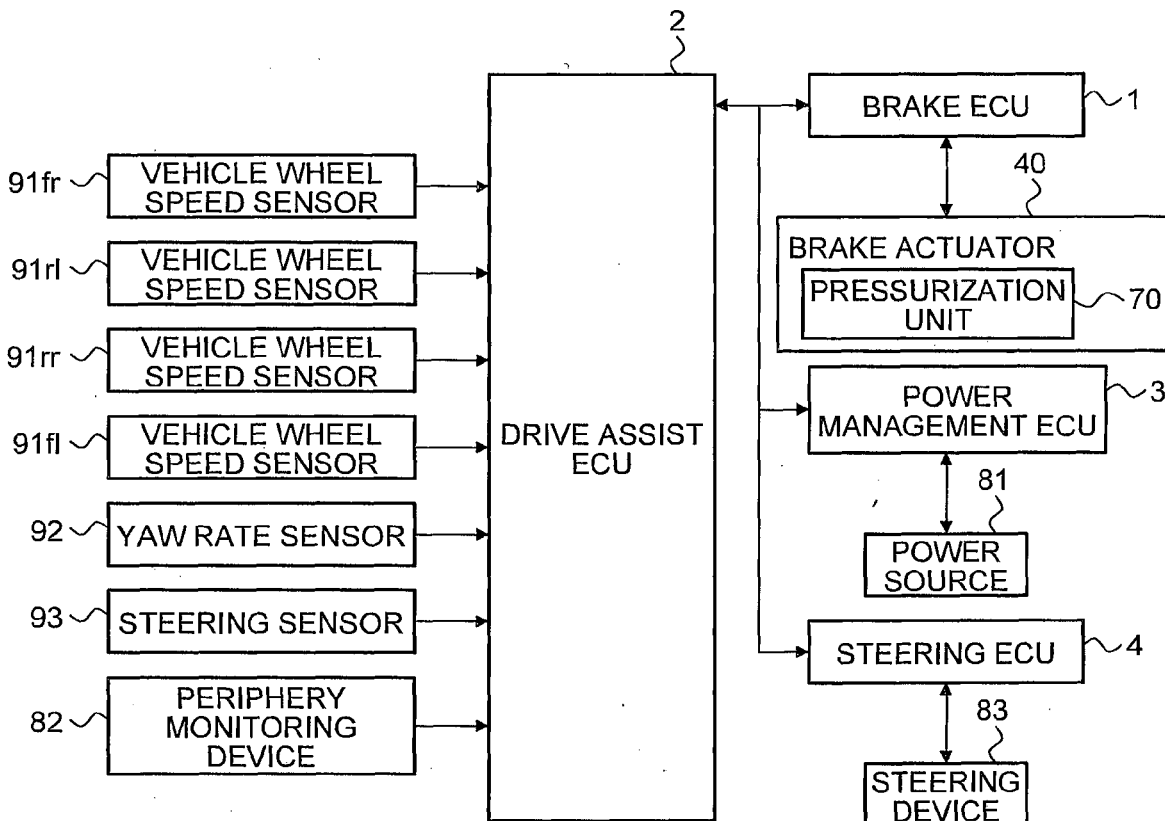 2
BRAKE ECU
1
40
91fr
VEHICLE WHEEL
SPEED SENSOR
BRAKE ACTUATOR
PRESSURIZATION
UNIT
70
91rl
VEHICLE WHEEL
SPEED SENSOR
91rr
VEHICLE WHEEL
SPEED SENSOR
POWER
MANAGEMENT ECU
3
91fl
VEHICLE WHEEL
SPEED SENSOR
DRIVE ASSIST
ECU
81
92
YAW RATE SENSOR
POWER
SOURCE
93
STEERING SENSOR
STEERING ECU
4
82
PERIPHERY
MONITORING
DEVICE
83
STEERING
DEVICE